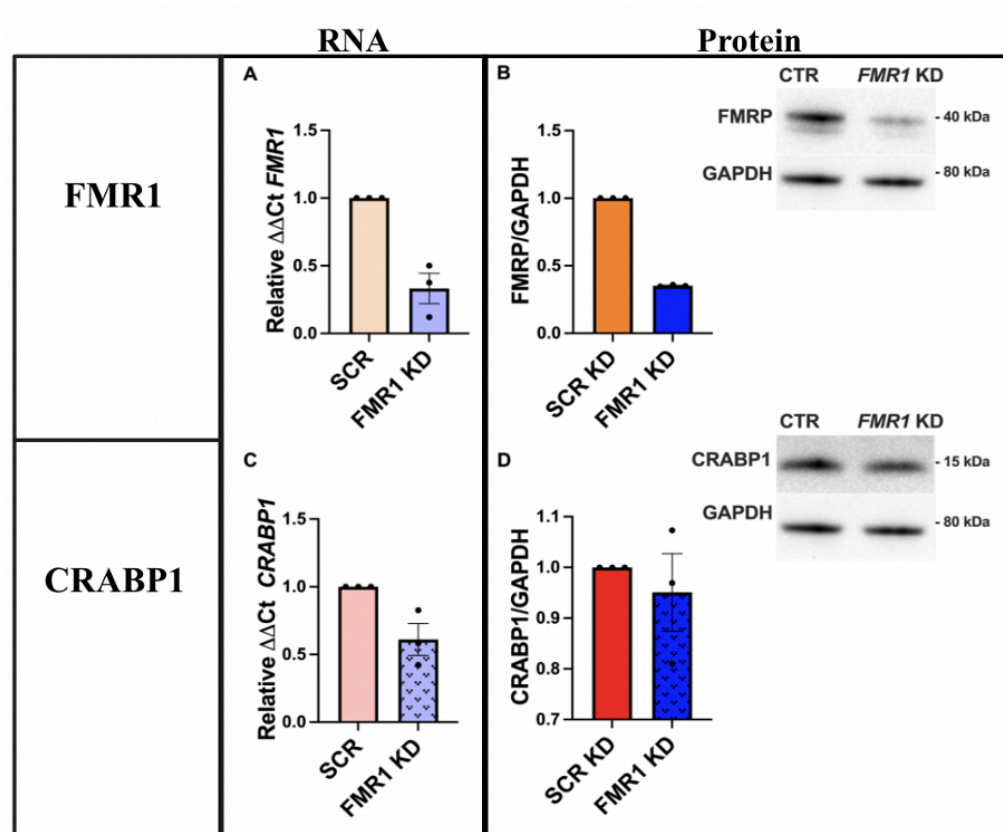 RNA
Protein
FMR1
A
Relative ΔΔCt FMR1
1.5
1.0
0.5
0.0
SCR
FMR1 KD
B
FMRP/GAPDH
1.5
1.0
0.5
0.0
SCR KD
FMR1 KD
CTR FMR1 KD
FMRP - 40 kDa
GAPDH - 80 kDa
CRABP1
C
Relative ΔΔCt CRABP1
1.5
1.0
0.5
0.0
SCR
FMR1 KD
D
CRABP1/GAPDH
1.1
1.0
0.9
0.8
0.7
SCR KD
FMR1 KD
CTR FMR1 KD
CRABP1 - 15 kDa
GAPDH - 80 kDa